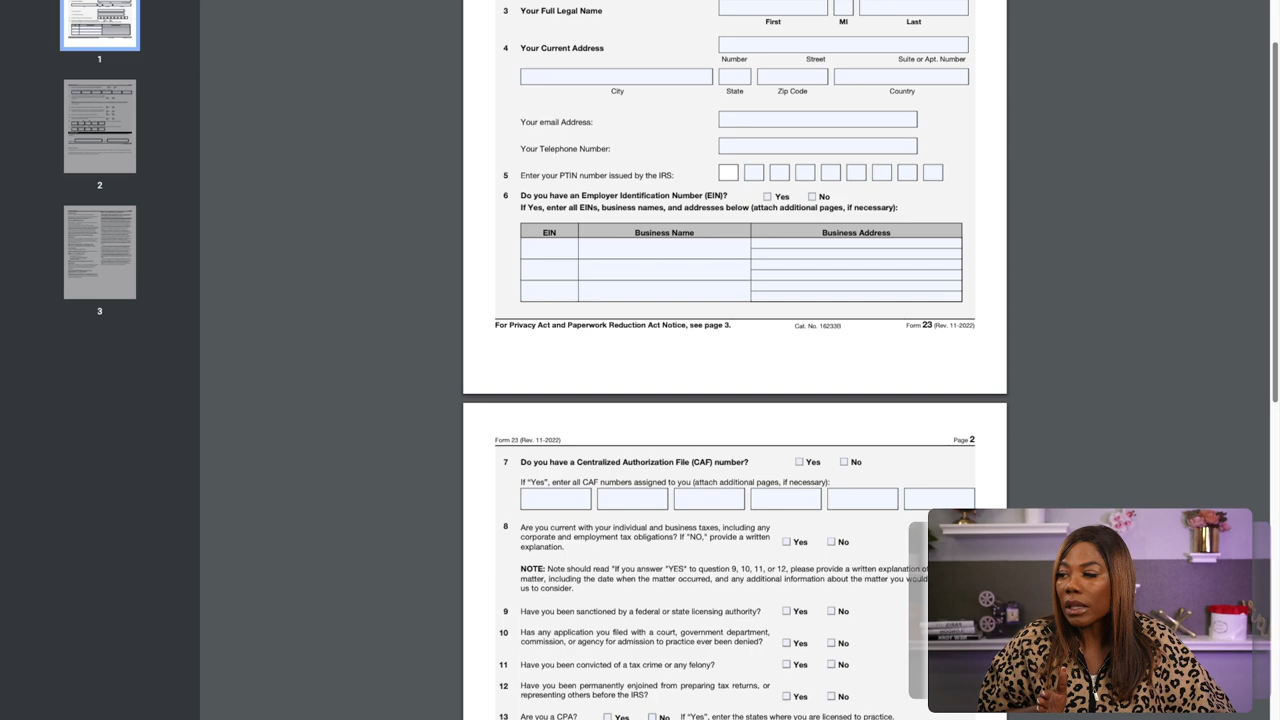 3 Your Full Legal Name
First MI Last
4 Your Current Address
Number Street Suite or Apt. Number
City State Zip Code Country
Your email Address:
Your Telephone Number:
5 Enter your PTIN number issued by the IRS:
6 Do you have an Employer Identification Number (EIN)? Yes No
If Yes, enter all EINs, business names, and addresses below (attach additional pages, if necessary):
EIN Business Name Business Address
For Privacy Act and Paperwork Reduction Act Notice, see page 3. Cat. No. 16233B Form 23 (Rev. 11-2022)
Form 23 (Rev. 11-2022) Page 2
7 Do you have a Centralized Authorization File (CAF) number? Yes No
If "Yes", enter all CAF numbers assigned to you (attach additional pages, if necessary):
8 Are you current with your individual and business taxes, including any
corporate and employment tax obligations? If "NO," provide a written Yes No
explanation.
NOTE: Note should read "If you answer "YES" to question 9, 10, 11, or 12, please provide a written explanation of
matter, including the date when the matter occurred, and any additional information about the matter you would
us to consider.
9 Have you been sanctioned by a federal or state licensing authority? Yes No
10 Has any application you filed with a court, government department,
commission, or agency for admission to practice ever been denied? Yes No
11 Have you been convicted of a tax crime or any felony? Yes No
12 Have you been permanently enjoined from preparing tax returns, or
representing others before the IRS? Yes No
13 Are you a CPA? Yes No If "Yes", enter the states where you are licensed to practice.
1
2
3